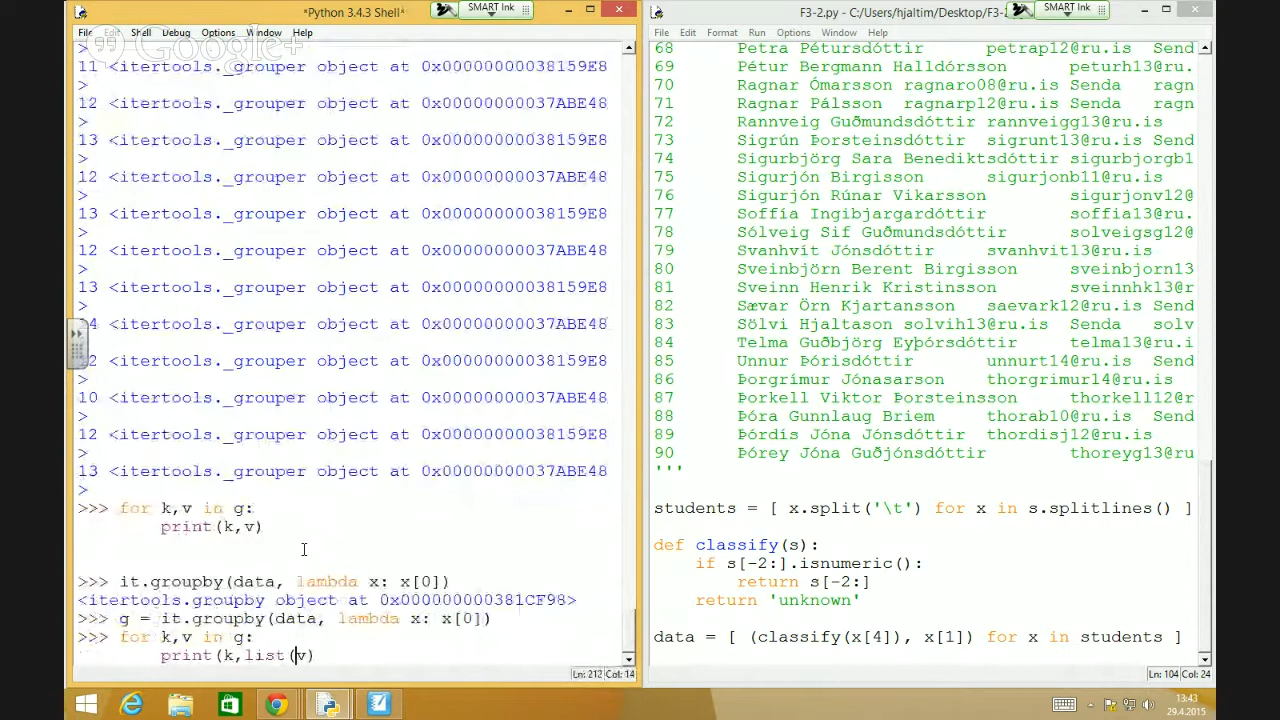 *Python 3.4.3 Shell*
SMART Ink
File Edit Shell Debug Options Window Help
Google+
>
11 <itertools._grouper object at 0x00000000038159E8
>
12 <itertools._grouper object at 0x00000000037ABE48
>
13 <itertools._grouper object at 0x00000000038159E8
>
12 <itertools._grouper object at 0x00000000037ABE48
>
13 <itertools._grouper object at 0x00000000038159E8
>
12 <itertools._grouper object at 0x00000000037ABE48
>
13 <itertools._grouper object at 0x00000000038159E8
>
<itertools._grouper object at 0x00000000037ABE48
>
<itertools._grouper object at 0x00000000038159E8
>
10 <itertools._grouper object at 0x00000000037ABE48
>
12 <itertools._grouper object at 0x00000000038159E8
>
13 <itertools._grouper object at 0x00000000037ABE48
>
>>> for k,v in g:
print(k,v)
>>> it.groupby(data, lambda x: x[0])
<itertools.groupby object at 0x000000000381CF98>
>>> g = it.groupby(data, lambda x: x[0])
>>> for k,v in g:
print(k,list(v)
Ln: 212 Col: 14
F3-2.py - C:/Users/hjaltim/Desktop/F3-
SMART Ink
File Edit Format Run Options Window Help
68 Petra Pétursdóttir petrap12@ru.is Send
69 Pétur Bergmann Halldórsson peturh13@ru.
70 Ragnar Ómarsson ragnaro08@ru.is Senda ragn
71 Ragnar Pálsson ragnarp12@ru.is Senda ragn
72 Rannveig Guðmundsdóttir rannveigg13@ru.is
73 Sigrún Þorsteinsdóttir sigrunt13@ru.is Send
74 Sigurbjörg Sara Benediktsdóttir sigurbjorgb1
75 Sigurjón Birgisson sigurjonb11@ru.is
76 Sigurjón Rúnar Vikarsson sigurjonv12@
77 Soffía Ingibjargardóttir soffia13@ru.
78 Sólveig Sif Guðmundsdóttir solveigsg12@
79 Svanhvít Jónsdóttir svanhvit13@ru.is
80 Sveinbjörn Berent Birgisson sveinbjorn13
81 Sveinn Henrik Kristinsson sveinnhk13@r
82 Sævar Örn Kjartansson saevark12@ru.is Send
83 Sölvi Hjaltason solvih13@ru.is Senda solv
84 Telma Guðbjörg Eyþórsdóttir telma13@ru.i
85 Unnur Þórisdóttir unnurt14@ru.is Send
86 Þorgrímur Jónasarson thorgrimur14@ru.is
87 Þorkell Viktor Þorsteinsson thorkell12@r
88 Þóra Gunnlaug Briem thorab10@ru.is Send
89 Þórdís Jóna Jónsdóttir thordisj12@ru.is
90 Þórey Jóna Guðjónsdóttir thoreyg13@ru
'''
students = [ x.split('\t') for x in s.splitlines() ]
def classify(s):
if s[-2:].isnumeric():
return s[-2:]
return 'unknown'
data = [ (classify(x[4]), x[1]) for x in students ]
Ln: 104 Col: 24
13:43
29.4.2015